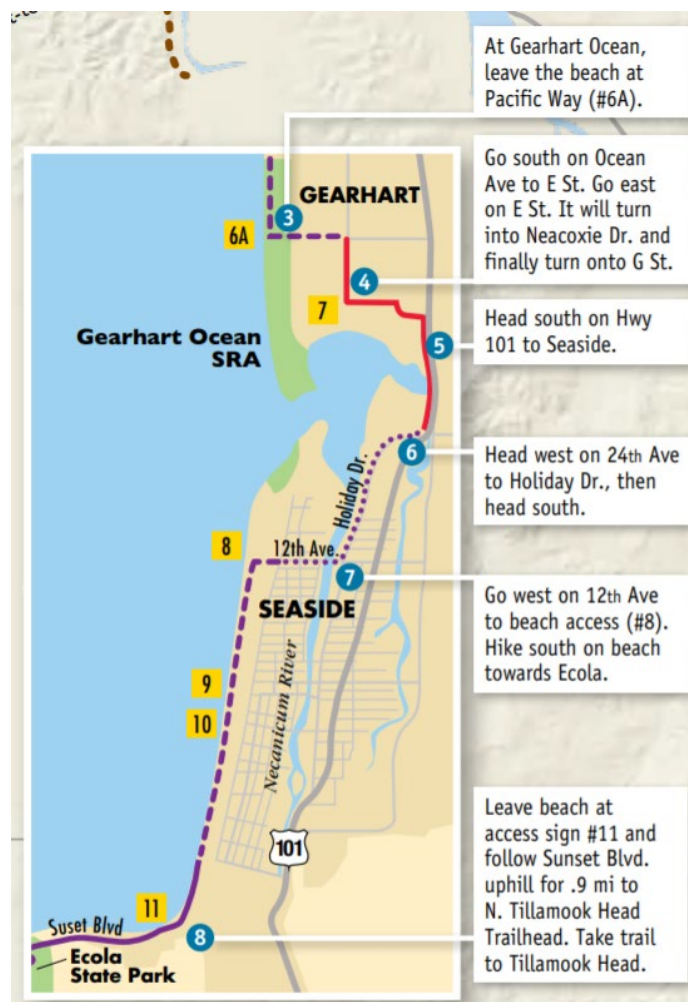 -to-
At Gearhart Ocean,
leave the beach at
Pacific Way (#6A).
Go south on Ocean
Ave to E St. Go east
on E St. It will turn
into Neacoxie Dr. and
finally turn onto G St.
Head south on Hwy
101 to Seaside.
Head west on 24th Ave
to Holiday Dr., then
head south.
Go west on 12th Ave
to beach access (#8).
Hike south on beach
towards Ecola.
Leave beach at
access sign #11 and
follow Sunset Blvd.
uphill for .9 mi to
N. Tillamook Head
Trailhead. Take trail
to Tillamook Head.
GEARHART
3
6A
4
7
Gearhart Ocean
SRA
5
6
Holiday Dr.
8
12th Ave.
7
SEASIDE
9
10
Necanicum River
101
11
Suset Blvd
8
Ecola
State Park